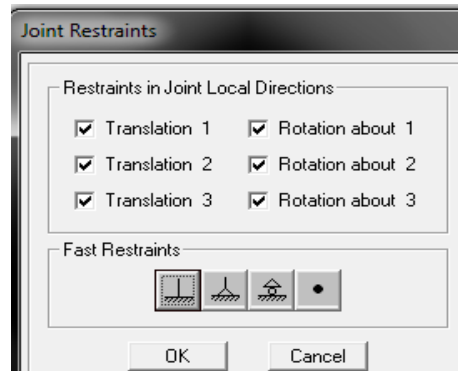 Joint Restraints
Restraints in Joint Local Directions
Translation 1 Rotation about 1
Translation 2 Rotation about 2
Translation 3 Rotation about 3
Fast Restraints
OK Cancel